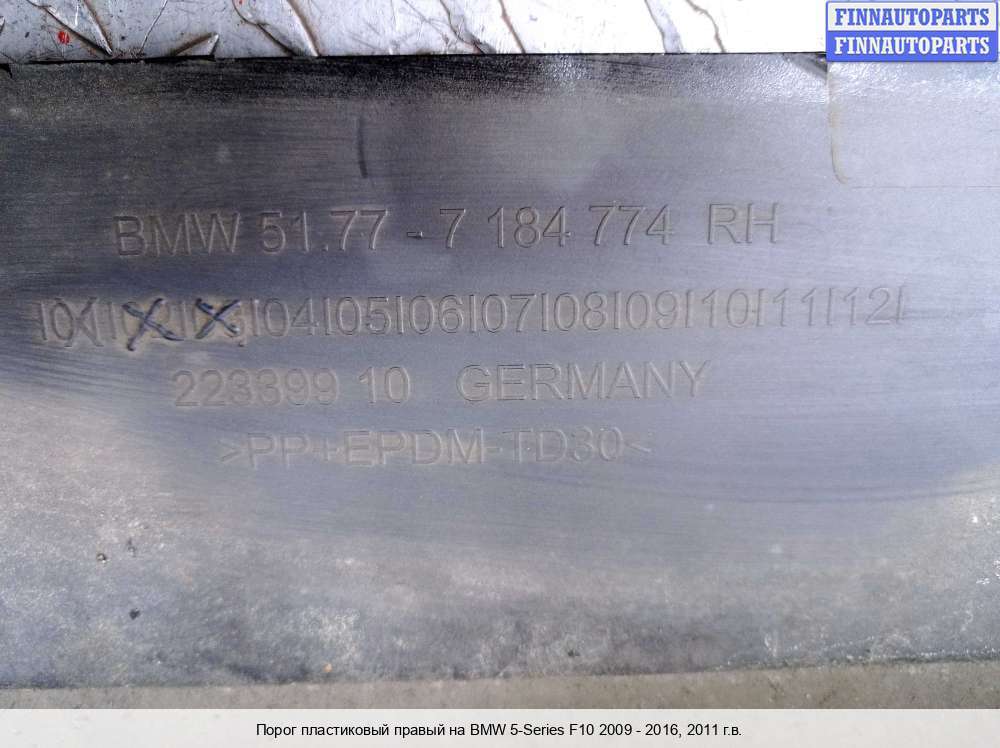 FINNAUTOPARTS
FINNAUTOPARTS
BMW 51.77 - 7 184 774 RH
|04|05|06|07|08|09|10|11|12|
223399 10 GERMANY
>PP+EPDM-TD30<
Порог пластиковый правый на BMW 5-Series F10 2009 - 2016, 2011 г.в.